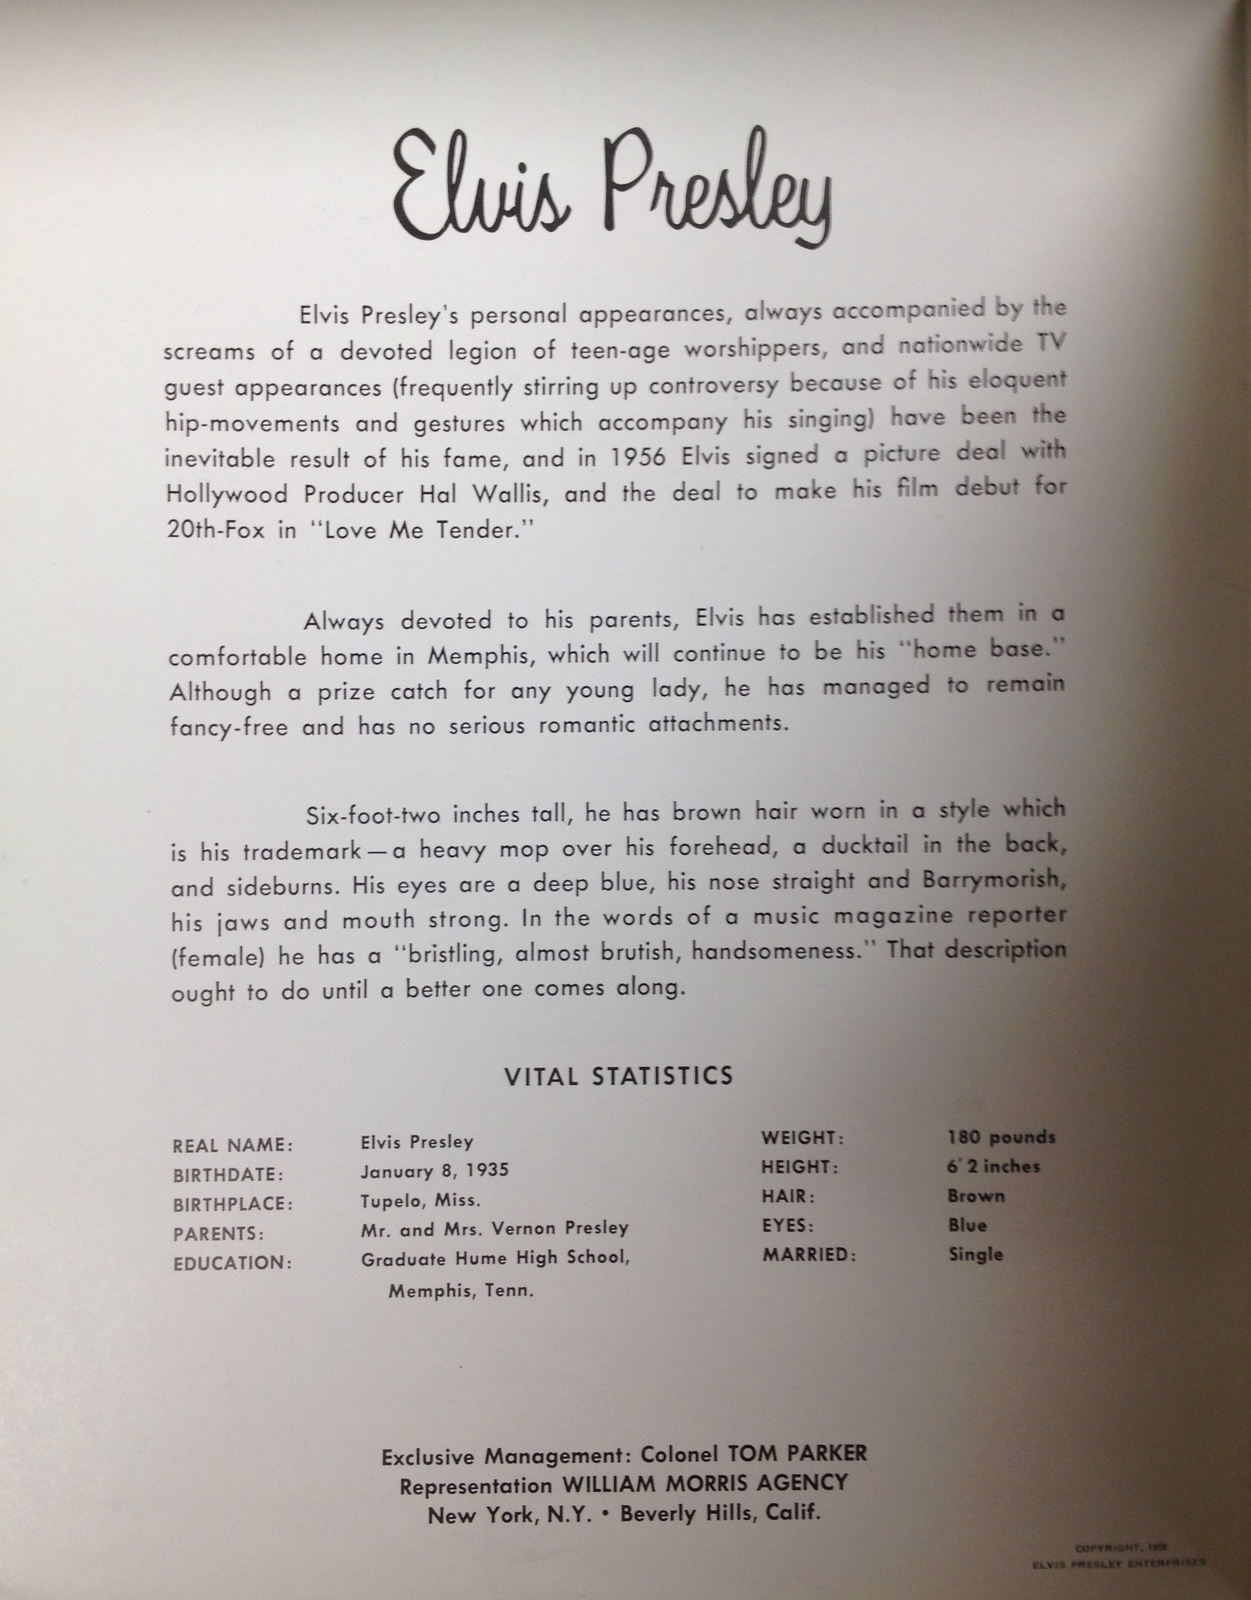 Elvis Presley
Elvis Presley's personal appearances, always accompanied by the
screams of a devoted legion of teen-age worshippers, and nationwide TV
guest appearances (frequently stirring up controversy because of his eloquent
hip-movements and gestures which accompany his singing) have been the
inevitable result of his fame, and in 1956 Elvis signed a picture deal with
Hollywood Producer Hal Wallis, and the deal to make his film debut for
20th-Fox in "Love Me Tender."
Always devoted to his parents, Elvis has established them in a
comfortable home in Memphis, which will continue to be his "home base."
Although a prize catch for any young lady, he has managed to remain
fancy-free and has no serious romantic attachments.
Six-foot-two inches tall, he has brown hair worn in a style which
is his trademark—a heavy mop over his forehead, a ducktail in the back,
and sideburns. His eyes are a deep blue, his nose straight and Barrymorish,
his jaws and mouth strong. In the words of a music magazine reporter
(female) he has a "bristling, almost brutish, handsomeness." That description
ought to do until a better one comes along.
VITAL STATISTICS
REAL NAME: Elvis Presley
BIRTHDATE: January 8, 1935
BIRTHPLACE: Tupelo, Miss.
PARENTS: Mr. and Mrs. Vernon Presley
EDUCATION: Graduate Hume High School,
Memphis, Tenn.
WEIGHT: 180 pounds
HEIGHT: 6' 2 inches
HAIR: Brown
EYES: Blue
MARRIED: Single
Exclusive Management: Colonel TOM PARKER
Representation WILLIAM MORRIS AGENCY
New York, N.Y. • Beverly Hills, Calif.
COPYRIGHT,
ELVIS PRESLEY ENTERPRISES